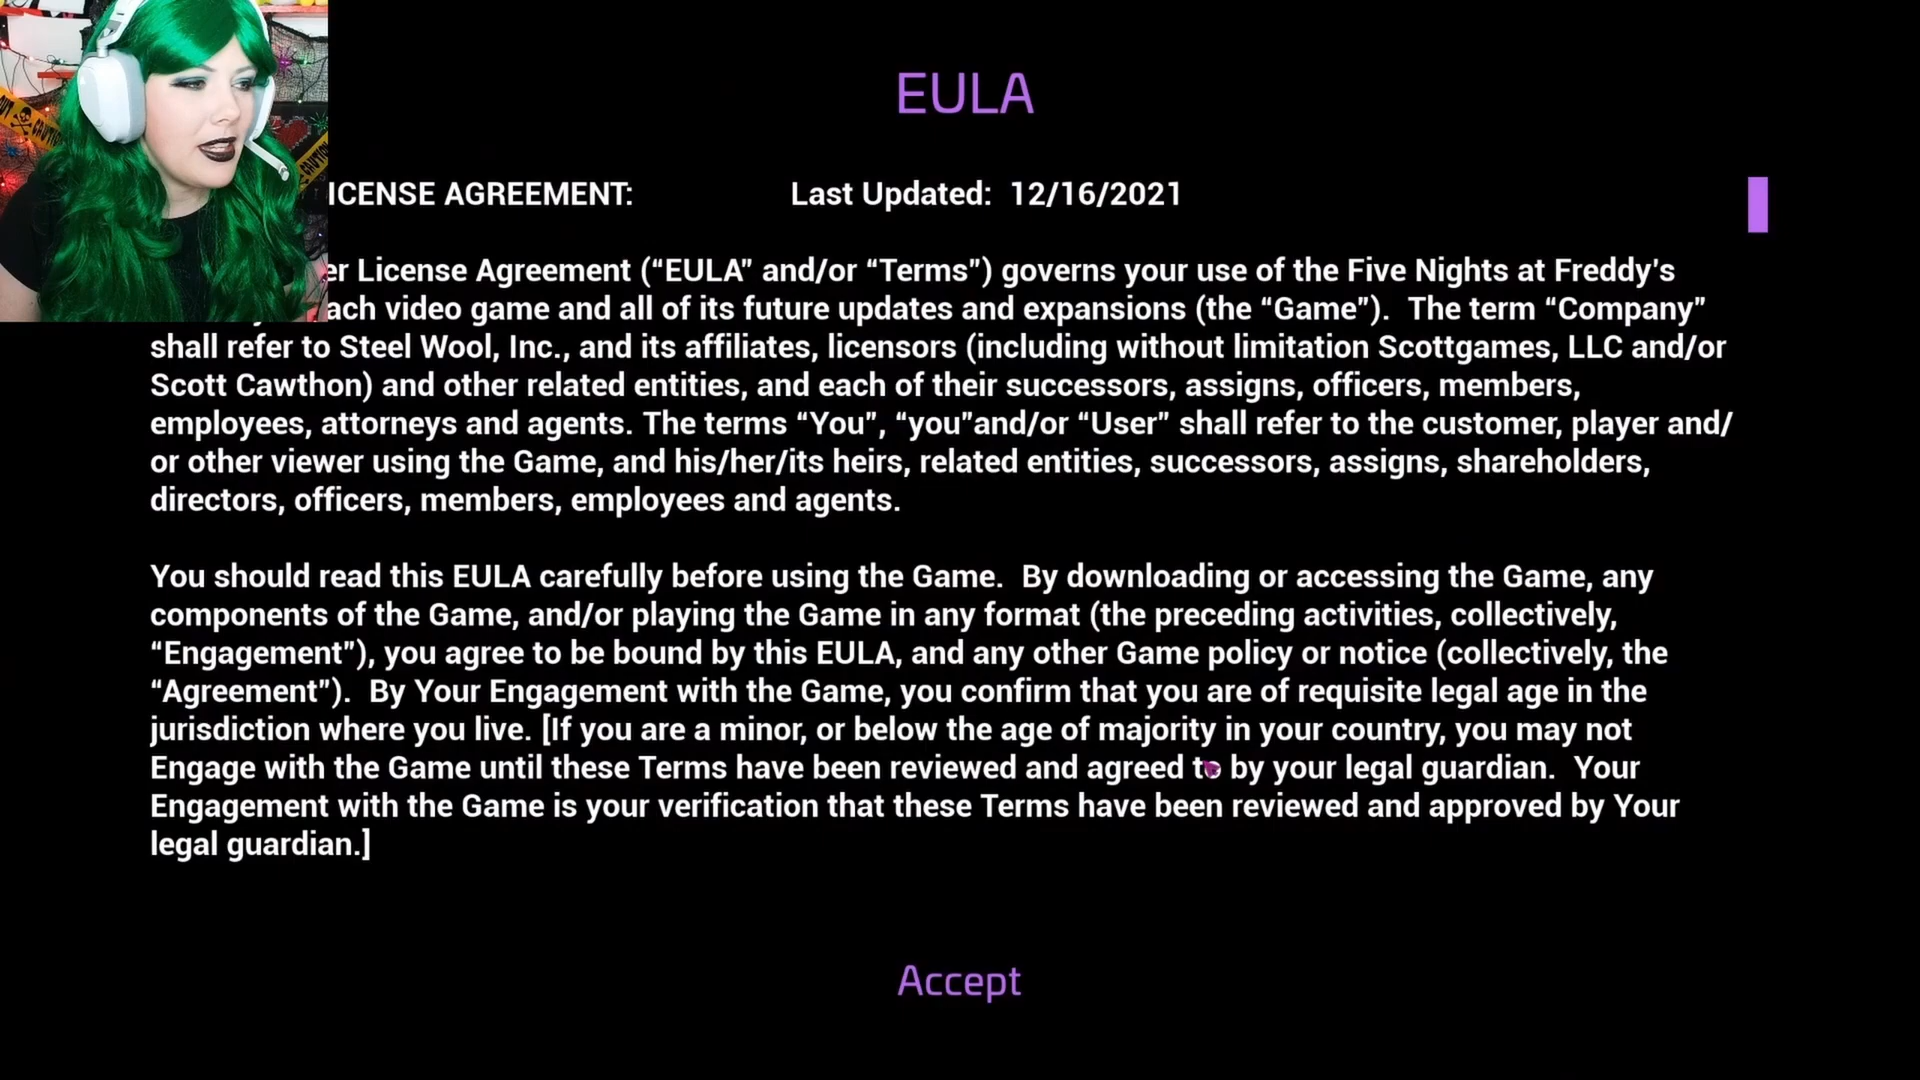 EULA
ICENSE AGREEMENT: Last Updated: 12/16/2021
er License Agreement (“EULA” and/or “Terms”) governs your use of the Five Nights at Freddy’s
ach video game and all of its future updates and expansions (the “Game”). The term “Company”
shall refer to Steel Wool, Inc., and its affiliates, licensors (including without limitation Scottgames, LLC and/or
Scott Cawthon) and other related entities, and each of their successors, assigns, officers, members,
employees, attorneys and agents. The terms “You”, “you”and/or “User” shall refer to the customer, player and/
or other viewer using the Game, and his/her/its heirs, related entities, successors, assigns, shareholders,
directors, officers, members, employees and agents.
You should read this EULA carefully before using the Game. By downloading or accessing the Game, any
components of the Game, and/or playing the Game in any format (the preceding activities, collectively,
“Engagement”), you agree to be bound by this EULA, and any other Game policy or notice (collectively, the
“Agreement”). By Your Engagement with the Game, you confirm that you are of requisite legal age in the
jurisdiction where you live. [If you are a minor, or below the age of majority in your country, you may not
Engage with the Game until these Terms have been reviewed and agreed to by your legal guardian. Your
Engagement with the Game is your verification that these Terms have been reviewed and approved by Your
legal guardian.]
Accept